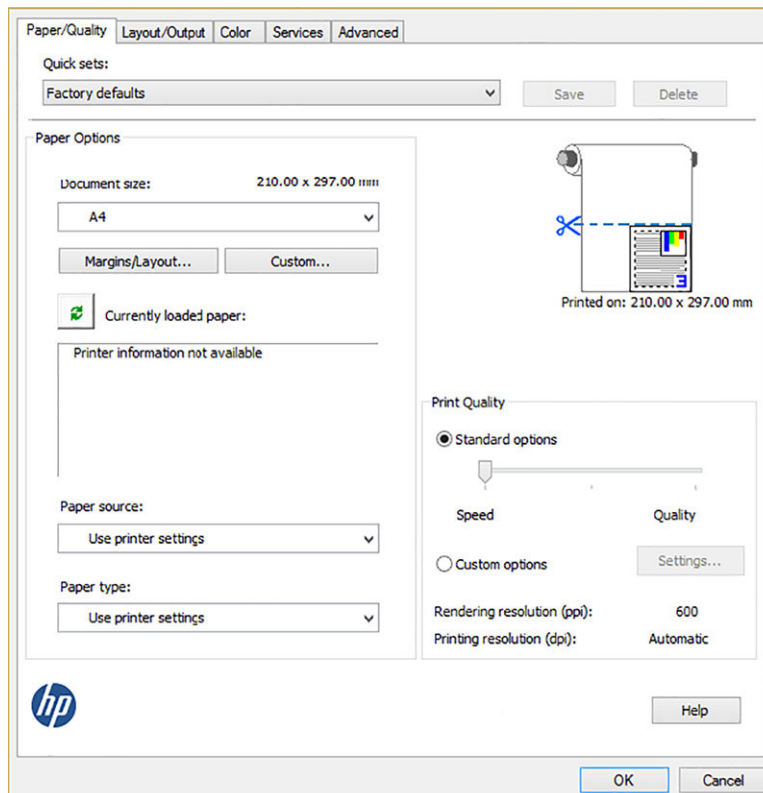 Paper/Quality Layout/Output Color Services Advanced
Quick sets:
Factory defaults Save Delete
Paper Options
Document size: 210.00 x 297.00 mm
A4
Margins/Layout... Custom...
Currently loaded paper:
Printer information not available
Printed on: 210.00 x 297.00 mm
Print Quality
Standard options
Speed Quality
Custom options Settings...
Rendering resolution (ppi): 600
Printing resolution (dpi): Automatic
Paper source:
Use printer settings
Paper type:
Use printer settings
hp
Help
OK Cancel